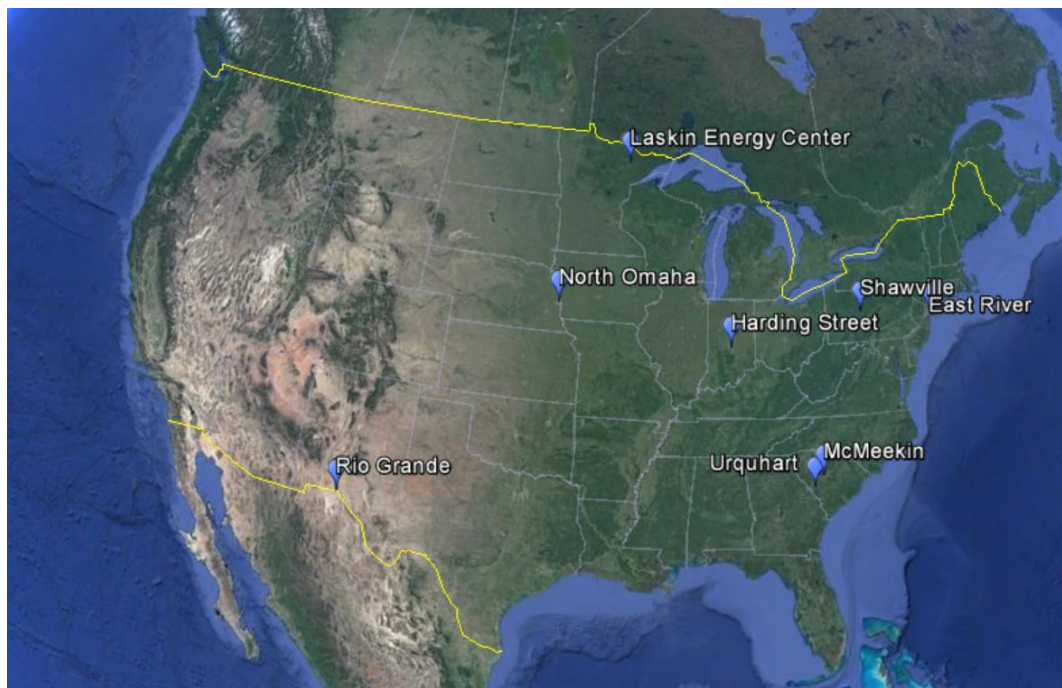 Laskin Energy Center
North Omaha
Shawville
East River
Harding Street
McMeekin
Urquhart
Rio Grande